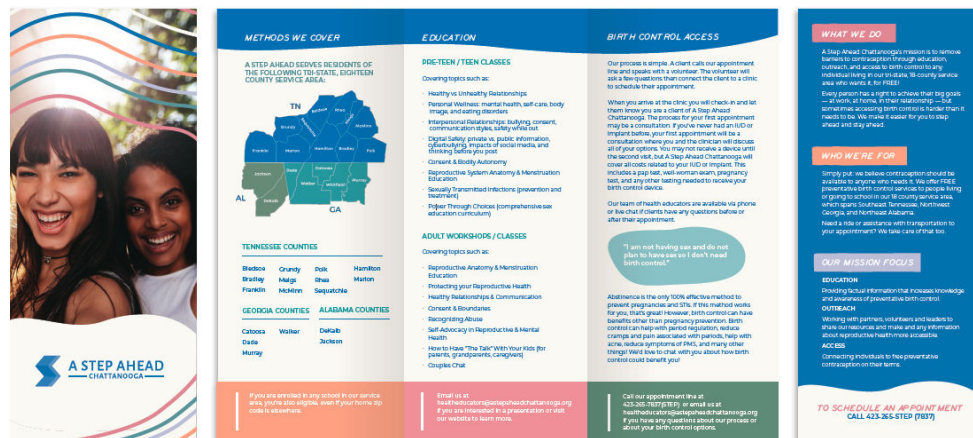 A STEP AHEAD
CHATTANOOGA
METHODS WE COVER
A STEP AHEAD SERVES RESIDENTS OF
THE FOLLOWING TRI-STATE, EIGHTEEN
COUNTY SERVICE AREA:
TN
Bledsoe
Rhea
Meigs
McMinn
Grundy
Sequatchie
Franklin
Marion
Hamilton
Bradley
Polk
Jackson
Dade
Catoosa
Walker
Whitfield
Murray
DeKalb
AL
GA
TENNESSEE COUNTIES
Bledsoe Grundy Polk Hamilton
Bradley Meigs Rhea Marion
Franklin McMinn Sequatchie
GEORGIA COUNTIES ALABAMA COUNTIES
Catoosa Walker DeKalb
Dade Jackson
Murray
If you are enrolled in any school in our service
area, you're also eligible, even if your home zip
code is elsewhere.
EDUCATION
PRE-TEEN / TEEN CLASSES
Covering topics such as:
· Healthy vs Unhealthy Relationships
· Personal Wellness: mental health, self-care, body
image, and eating disorders
· Interpersonal Relationships: bullying, consent,
communication styles, safety while out
· Digital Safety: private vs. public information,
cyberbullying, impacts of social media, and
thinking before you post
· Consent & Bodily Autonomy
· Reproductive System Anatomy & Menstruation
Education
· Sexually Transmitted Infections (prevention and
treatment)
· Power Through Choices (comprehensive sex
education curriculum)
ADULT WORKSHOPS / CLASSES
Covering topics such as:
· Reproductive Anatomy & Menstruation
Education
· Protecting your Reproductive Health
· Healthy Relationships & Communication
· Consent & Boundaries
· Recognizing Abuse
· Self-Advocacy in Reproductive & Mental
Health
· How to Have "The Talk" With Your Kids (for
parents, grandparents, caregivers)
· Couples Chat
Email us at
healtheducators@astepaheadchattanooga.org
if you are interested in a presentation or visit
our website to learn more.
BIRTH CONTROL ACCESS
Our process is simple. A client calls our appointment
line and speaks with a volunteer. The volunteer will
ask a few questions then connect the client to a clinic
to schedule their appointment.
When you arrive at the clinic you will check-in and let
them know you are a client of A Step Ahead
Chattanooga. The process for your first appointment
may be a consultation. If you've never had an IUD or
Implant before, your first appointment will be a
consultation where you and the clinician will discuss
all of your options. You may not receive a device until
the second visit, but A Step Ahead Chattanooga will
cover all costs related to your IUD or Implant. This
includes a pap test, well-woman exam, pregnancy
test, and any other testing needed to receive your
birth control device.
Our team of health educators are available via phone
or live chat if clients have any questions before or
after their appointment.
"I am not having sex and do not
plan to have sex so I don't need
birth control."
Abstinence is the only 100% effective method to
prevent pregnancies and STIs. If this method works
for you, that's great! However, birth control can have
benefits other than pregnancy prevention. Birth
control can help with period regulation, reduce
cramps and pain associated with periods, help with
acne, reduce symptoms of PMS, and many other
things! We'd love to chat with you about how birth
control could benefit you!
Call our appointment line at
423-265-7837(STEP) or email us at
healtheducators@astepaheadchattanooga.org
if you have any questions about our process or
about your birth control options.
WHAT WE DO
A Step Ahead Chattanooga's mission is to remove
barriers to contraception through education,
outreach, and access to birth control to any
individual living in our tri-state, 18-county service
area who wants it, for FREE!
Every person has a right to achieve their big goals
— at work, at home, in their relationship — but
sometimes accessing birth control is harder than it
needs to be. We make it easier for you to step
ahead and stay ahead.
WHO WE'RE FOR
Simply put: we believe contraception should be
available to anyone who needs it. We offer FREE
preventative birth control services to people living
or going to school in our 18 county service area,
which spans Southeast Tennessee, Northwest
Georgia, and Northeast Alabama.
Need a ride or assistance with transportation to
your appointment? We take care of that too.
OUR MISSION FOCUS
EDUCATION
Providing factual information that increases knowledge
and awareness of preventative birth control.
OUTREACH
Working with partners, volunteers and leaders to
share our resources and make and any information
about reproductive health more accessible.
ACCESS
Connecting individuals to free preventative
contraception on their terms.
TO SCHEDULE AN APPOINTMENT
CALL 423-265-STEP (7837)